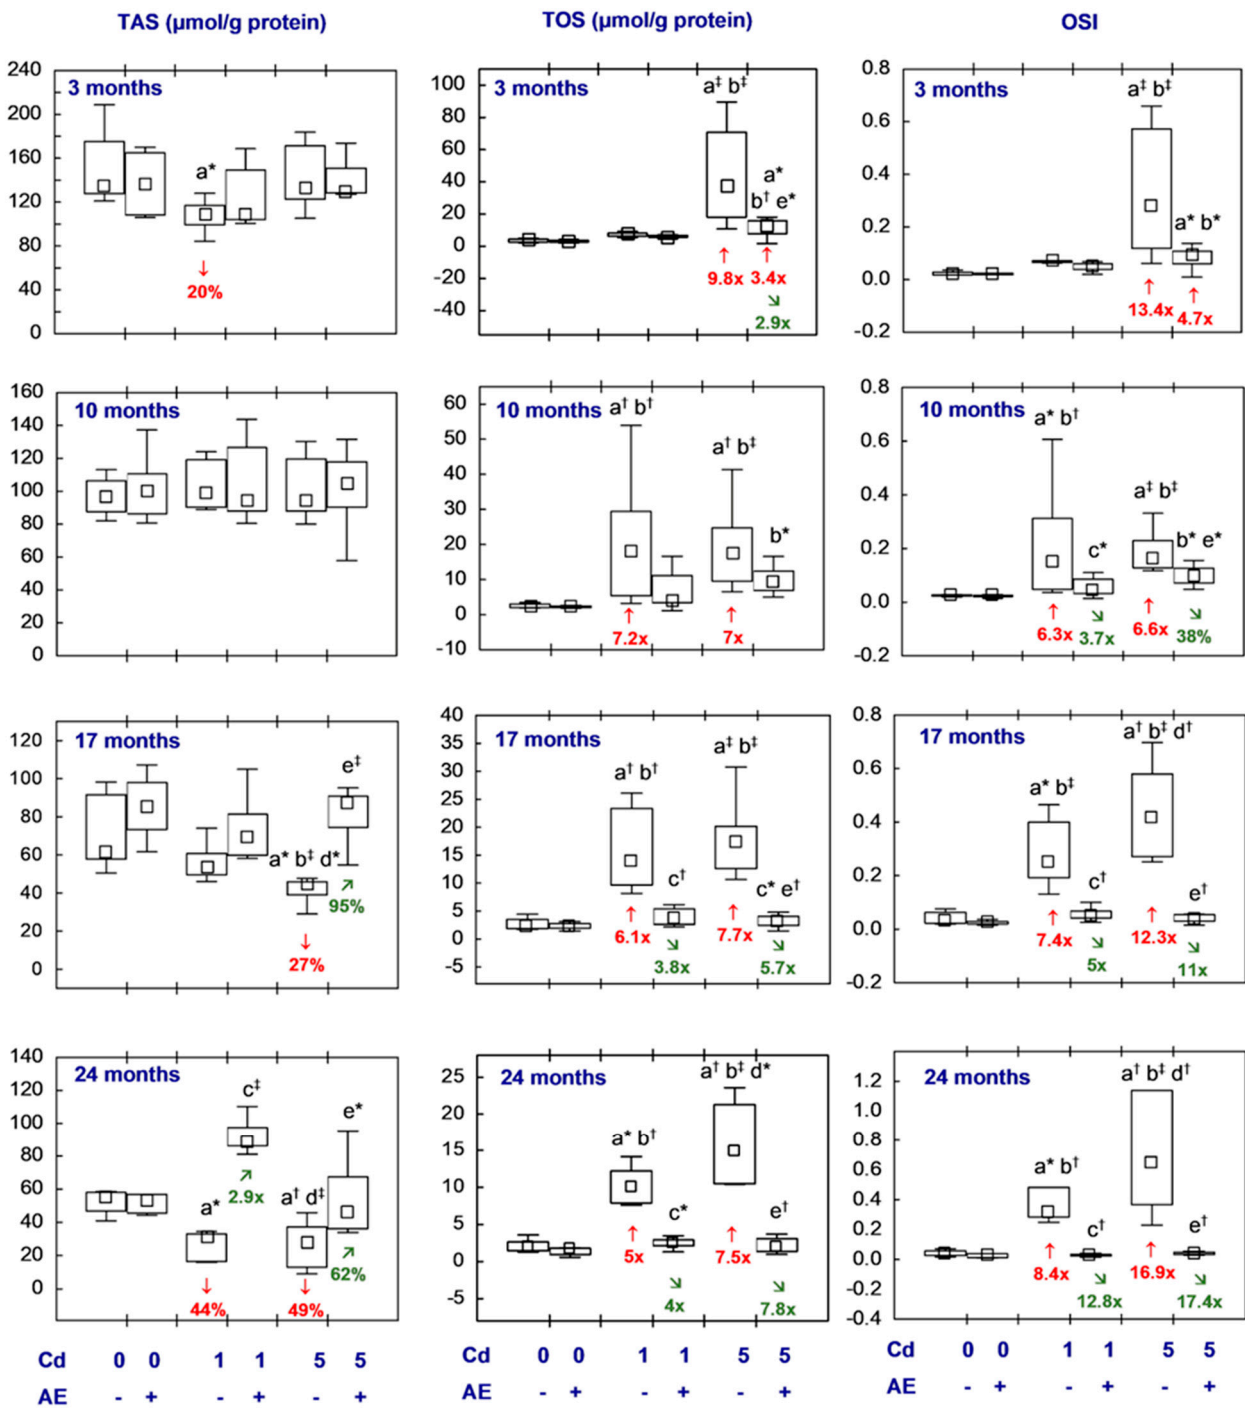 TAS (µmol/g protein) TOS (µmol/g protein) OSI
240
200
160
120
80
40
0
3 months
a*
↓
20%
100
80
60
40
20
0
-20
-40
3 months
a‡ b‡
a*
b† e*
↑ ↑
9.8x 3.4x
↘
2.9x
0.8
0.6
0.4
0.2
0.0
-0.2
3 months
a‡ b‡
a* b*
↑ ↑
13.4x 4.7x
160
140
120
100
80
60
40
20
0
10 months
60
50
40
30
20
10
0
-10
10 months
a† b†
a† b‡
b*
↑ ↑
7.2x 7x
0.8
0.6
0.4
0.2
0.0
-0.2
10 months
a* b†
c*
a‡ b‡
b* e*
↑ ↘ ↑ ↘
6.3x 3.7x 6.6x 38%
120
100
80
60
40
20
0
17 months
e‡
a* b‡ d*
↗
95%
↓
27%
40
35
30
25
20
15
10
5
0
-5
17 months
a† b†
a‡ b‡
c†
c* e†
↑ ↑
6.1x 7.7x
↘ ↘
3.8x 5.7x
0.8
0.6
0.4
0.2
0.0
-0.2
17 months
a† b‡ d†
a* b‡
c†
e†
↑ ↑
7.4x 12.3x
↘ ↘
5x 11x
140
120
100
80
60
40
20
0
24 months
c‡
e*
↗
2.9x
a*
a† d‡
↗
62%
↓ ↓
44% 49%
25
20
15
10
5
0
-5
24 months
a† b‡ d*
a* b†
c*
e†
↑ ↑
5x 7.5x
↘ ↘
4x 7.8x
1.2
1.0
0.8
0.6
0.4
0.2
0.0
-0.2
-0.4
24 months
a† b‡ d†
a* b†
c†
e†
↑ ↑
8.4x 16.9x
↘ ↘
12.8x 17.4x
Cd 0 0 1 1 5 5 0 0 1 1 5 5 0 0 1 1 5 5
AE - + - + - + - + - + - + - + - + - +